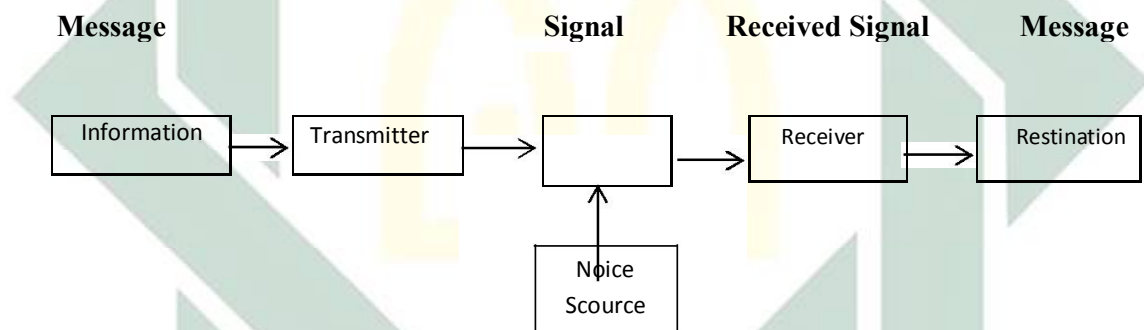 Message Signal Received Signal Message
Information Transmitter Receiver Restination
Noice
Scource